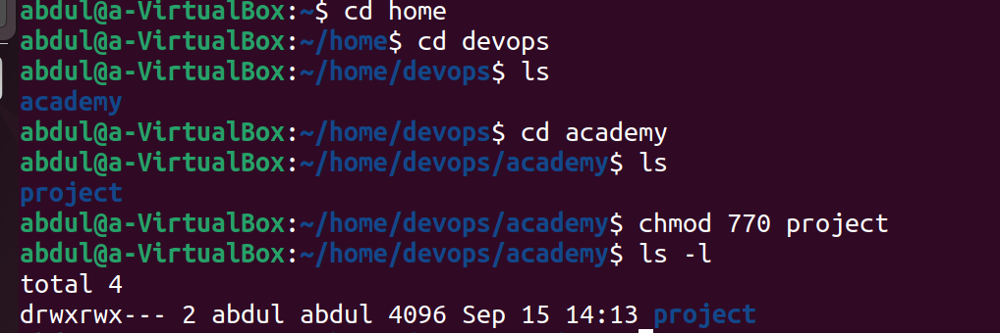 abdul@a-VirtualBox:~$ cd home
abdul@a-VirtualBox:~/home$ cd devops
abdul@a-VirtualBox:~/home/devops$ ls
academy
abdul@a-VirtualBox:~/home/devops$ cd academy
abdul@a-VirtualBox:~/home/devops/academy$ ls
project
abdul@a-VirtualBox:~/home/devops/academy$ chmod 770 project
abdul@a-VirtualBox:~/home/devops/academy$ ls -l
total 4
drwxrwx--- 2 abdul abdul 4096 Sep 15 14:13 project